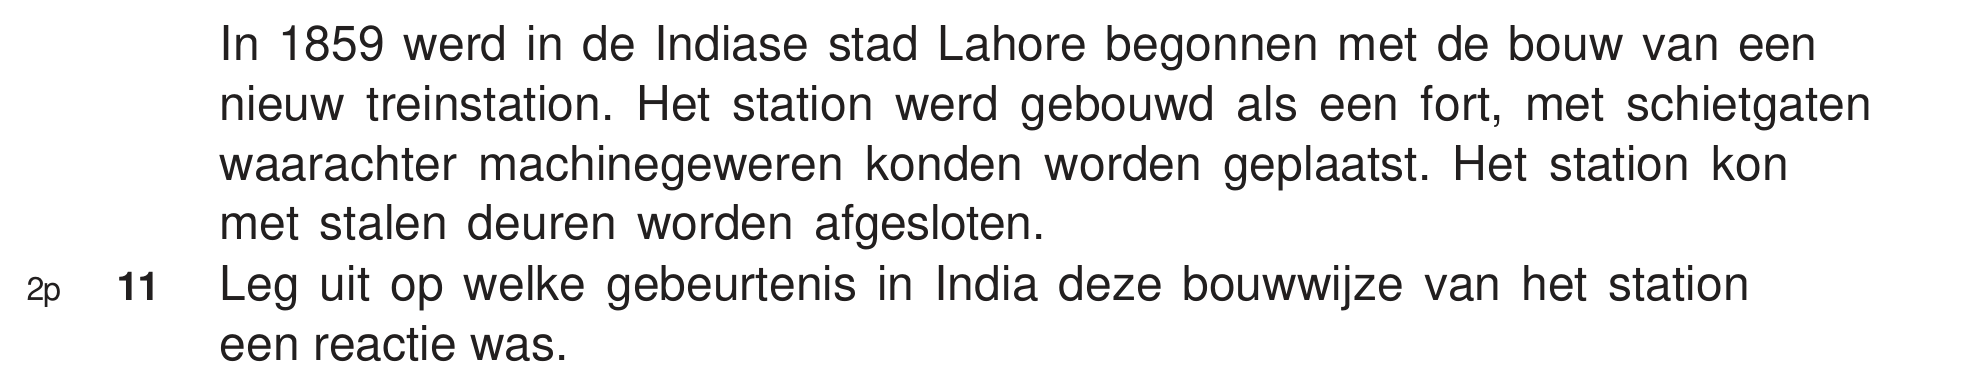 In 1859 werd in de Indiase stad Lahore begonnen met de bouw van een
nieuw treinstation. Het station werd gebouwd als een fort, met schietgaten
waarachter machinegeweren konden worden geplaatst. Het station kon
met stalen deuren worden afgesloten.
2p 11 Leg uit op welke gebeurtenis in India deze bouwwijze van het station
een reactie was.